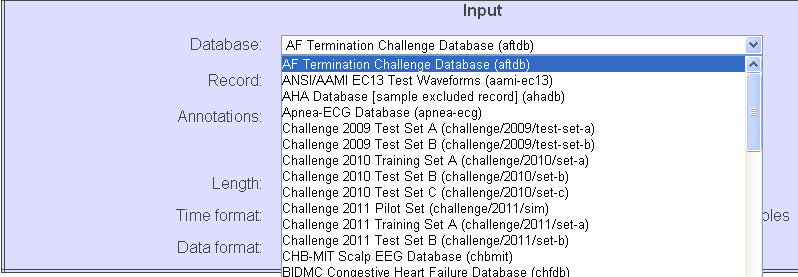 Input
Database:
AF Termination Challenge Database (aftdb)
AF Termination Challenge Database (aftdb)
Record:
ANSI/AAMI EC13 Test Waveforms (aami-ec13)
AHA Database [sample excluded record] (ahadb)
Annotations:
Apnea-ECG Database (apnea-ecg)
Challenge 2009 Test Set A (challenge/2009/test-set-a)
Challenge 2009 Test Set B (challenge/2009/test-set-b)
Challenge 2010 Training Set A (challenge/2010/set-a)
Length:
Challenge 2010 Test Set B (challenge/2010/set-b)
Challenge 2010 Test Set C (challenge/2010/set-c)
Time format:
Challenge 2011 Pilot Set (challenge/2011/sim)
oles
Challenge 2011 Training Set A (challenge/2011/set-a)
Data format:
Challenge 2011 Test Set B (challenge/2011/set-b)
CHB-MIT Scalp EEG Database (chbmit)
BIDMC Congestive Heart Failure Database (chfdb)